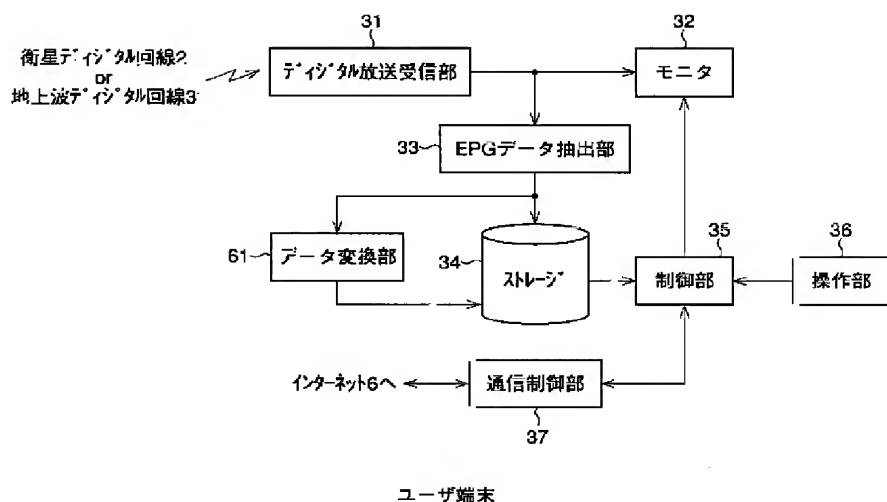 31
32
衛星ディジタル回線2
or
地上波ディジタル回線3
ディジタル放送受信部
モニタ
33
EPGデータ抽出部
61
データ変換部
34
ストレージ
35
制御部
36
操作部
インターネット6へ
通信制御部
37
ユーザ端末